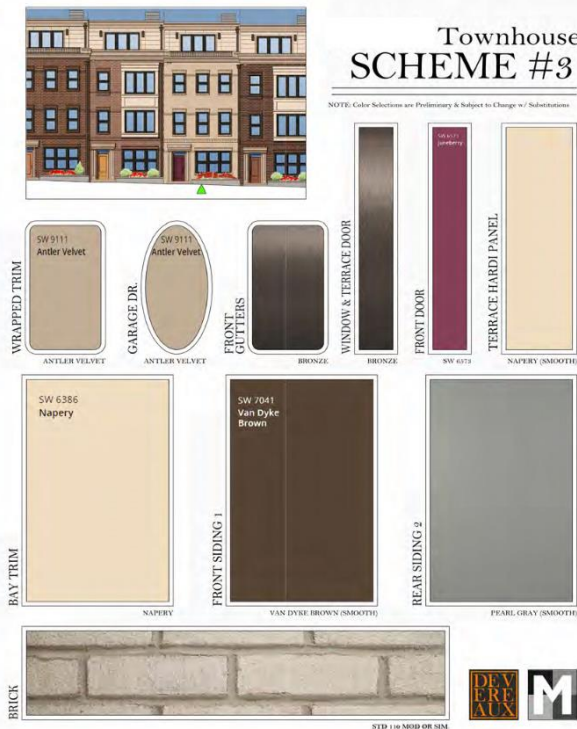 Townhouse
SCHEME #3
NOTE: Color Selections are Preliminary & Subject to Change w/ Substitutions
WRAPPED TRIM
SW 9111
Antler Velvet
ANTLER VELVET
GARAGE DR.
SW 9111
Antler Velvet
ANTLER VELVET
FRONT
GUTTERS
BRONZE
WINDOW & TERRACE DOOR
BRONZE
FRONT DOOR
Juneberry
SW 6573
TERRACE HARDI PANEL
NAPERY (SMOOTH)
BAY TRIM
SW 6386
Napery
NAPERY
FRONT SIDING 1
SW 7041
Van Dyke
Brown
VAN DYKE BROWN (SMOOTH)
REAR SIDING 2
PEARL GRAY (SMOOTH)
BRICK
STD 110 MOD OR SIM.
DEV
ERE
AUX
M